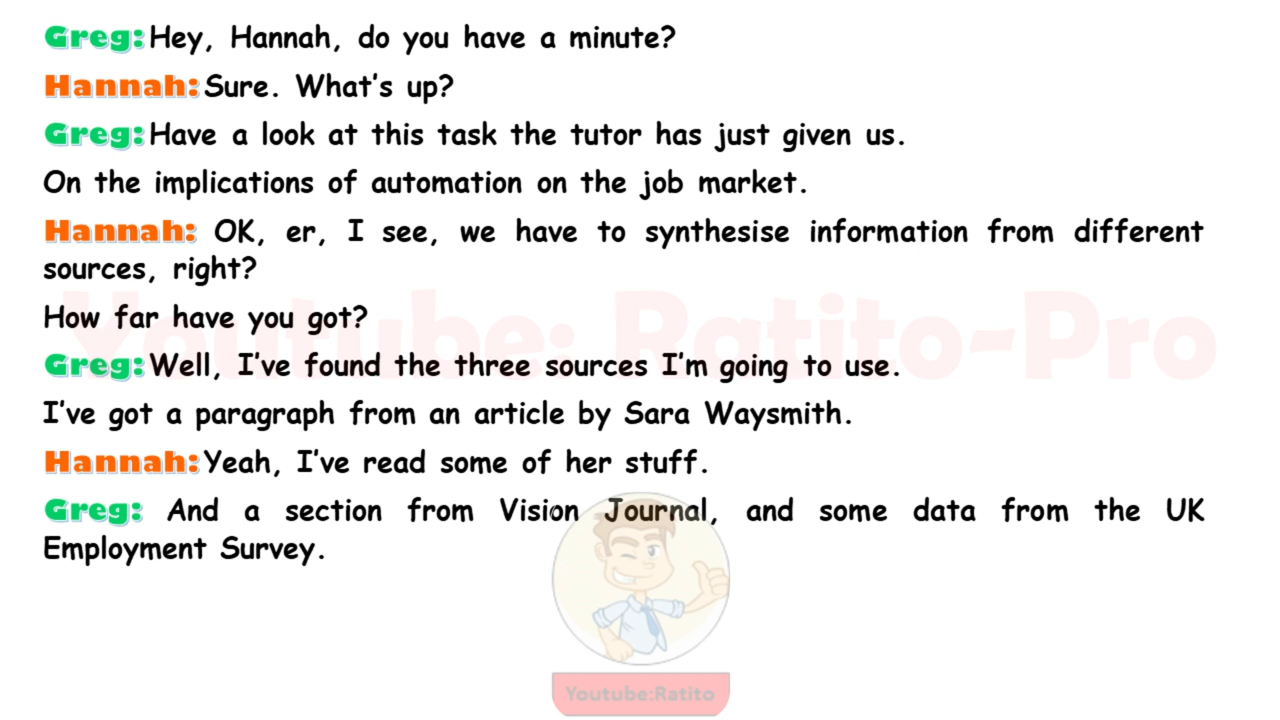 Greg: Hey, Hannah, do you have a minute?
Hannah: Sure. What's up?
Greg: Have a look at this task the tutor has just given us.
On the implications of automation on the job market.
Hannah: OK, er, I see, we have to synthesise information from different
sources, right?
How far have you got?
Youtube: Ratito-Pro
Greg: Well, I've found the three sources I'm going to use.
I've got a paragraph from an article by Sara Waysmith.
Hannah: Yeah, I've read some of her stuff.
Greg: And a section from Vision Journal, and some data from the UK
Employment Survey.
Youtube:Ratito